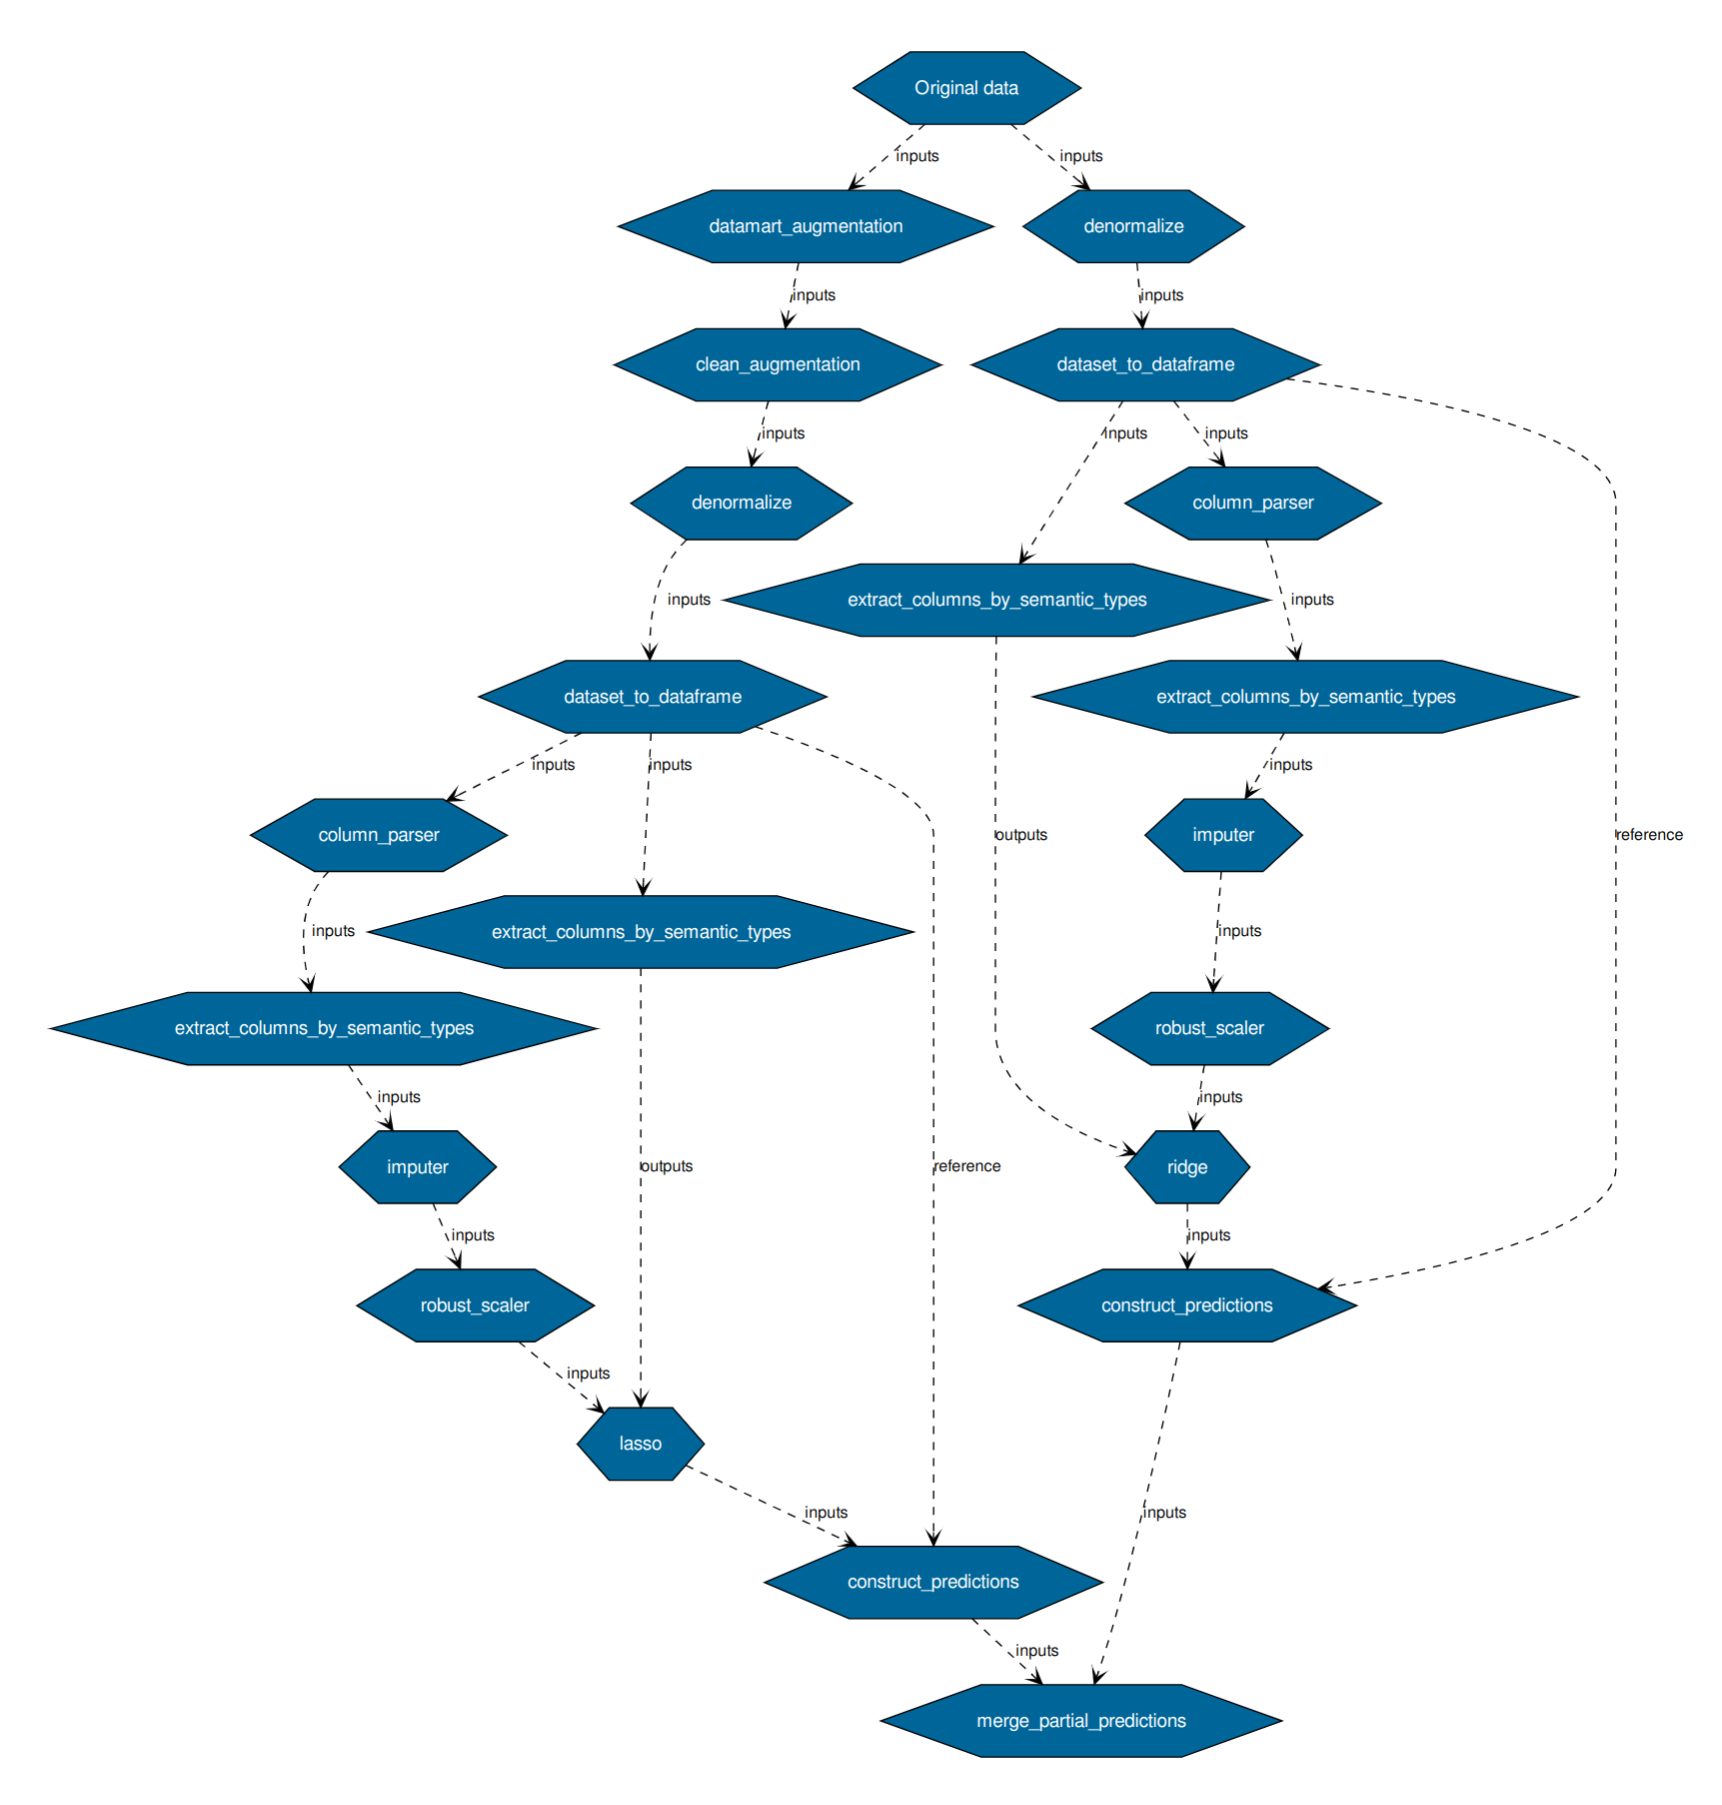 Original data
inputs
inputs
datamart_augmentation
denormalize
inputs
inputs
clean_augmentation
dataset_to_dataframe
inputs
inputs
inputs
denormalize
column_parser
inputs
extract_columns_by_semantic_types
inputs
dataset_to_dataframe
extract_columns_by_semantic_types
inputs
inputs
inputs
column_parser
outputs
imputer
reference
inputs
extract_columns_by_semantic_types
inputs
extract_columns_by_semantic_types
robust_scaler
inputs
inputs
imputer
outputs
reference
ridge
inputs
inputs
robust_scaler
construct_predictions
inputs
lasso
inputs
inputs
construct_predictions
inputs
merge_partial_predictions